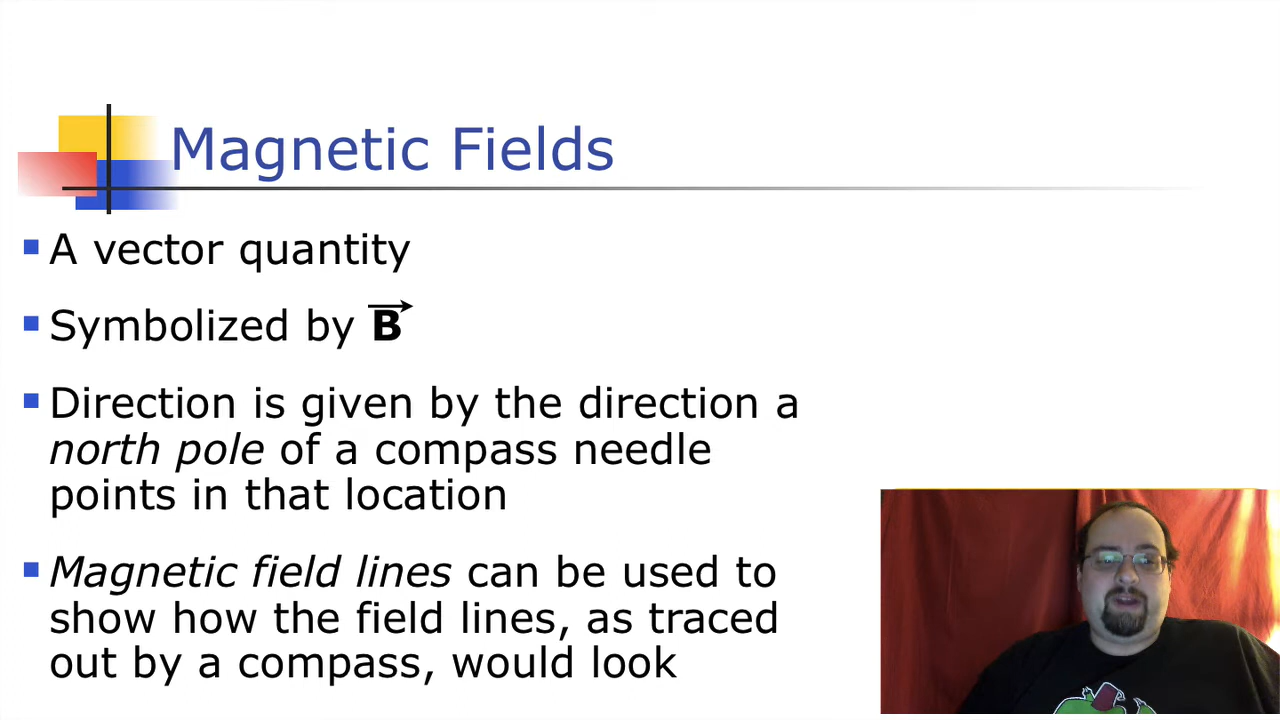 Magnetic Fields
A vector quantity
Symbolized by B
Direction is given by the direction a
north pole of a compass needle
points in that location
Magnetic field lines can be used to
show how the field lines, as traced
out by a compass, would look